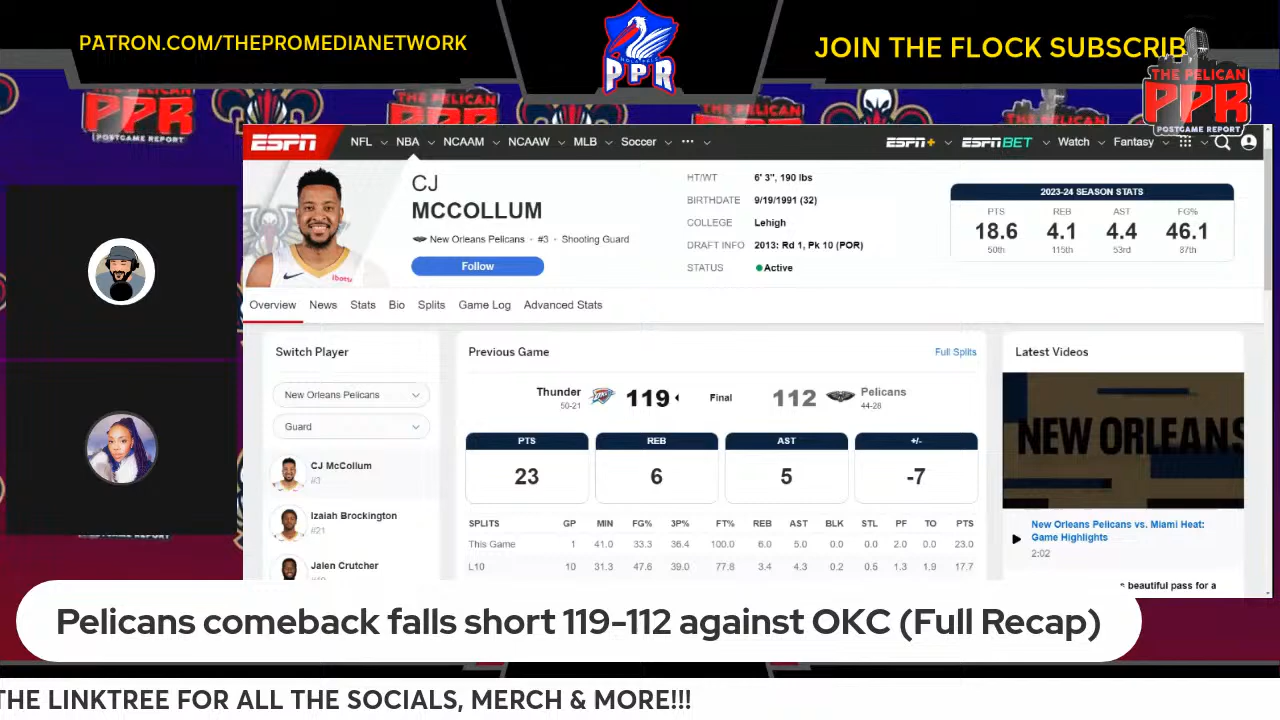 PATRON.COM/THEPROMEDIANETWORK
PPR
JOIN THE FLOCK SUBSCRIB
THE PELICAN
PPR
POSTGAME REPORT
ESPN
NFL NBA NCAAM NCAAW MLB Soccer ...
ESPN+ ESPN BET Watch Fantasy
CJ
MCCOLLUM
New Orleans Pelicans · #3 · Shooting Guard
Follow
HT/WT 6' 3", 190 lbs
BIRTHDATE 9/19/1991 (32)
COLLEGE Lehigh
DRAFT INFO 2013: Rd 1, Pk 10 (POR)
STATUS Active
2023-24 SEASON STATS
PTS REB AST FG%
18.6 4.1 4.4 46.1
50th 115th 53rd 87th
Overview News Stats Bio Splits Game Log Advanced Stats
Switch Player
New Orleans Pelicans
Guard
CJ McCollum
#3
Izaiah Brockington
#21
Jalen Crutcher
Previous Game
Full Splits
Thunder 119 Final 112 Pelicans
50-21 44-28
PTS REB AST +/-
23 6 5 -7
SPLITS GP MIN FG% 3P% FT% REB AST BLK STL PF TO PTS
This Game 1 41.0 33.3 36.4 100.0 6.0 5.0 0.0 0.0 2.0 0.0 23.0
L10 10 31.3 47.6 39.0 77.8 3.4 4.3 0.2 0.5 1.3 1.9 17.7
Latest Videos
NEW ORLEANS
New Orleans Pelicans vs. Miami Heat:
Game Highlights
2:02
beautiful pass for a
Pelicans comeback falls short 119-112 against OKC (Full Recap)
THE LINKTREE FOR ALL THE SOCIALS, MERCH & MORE!!!